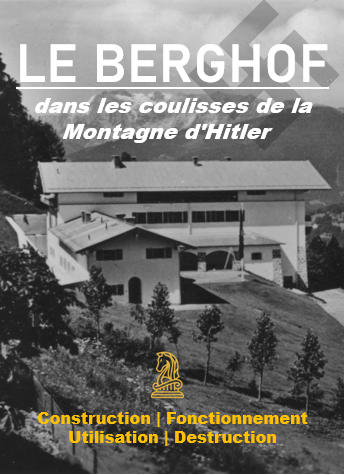 LE BERGHOF
dans les coulisses de la
Montagne d'Hitler
Construction | Fonctionnement
Utilisation | Destruction